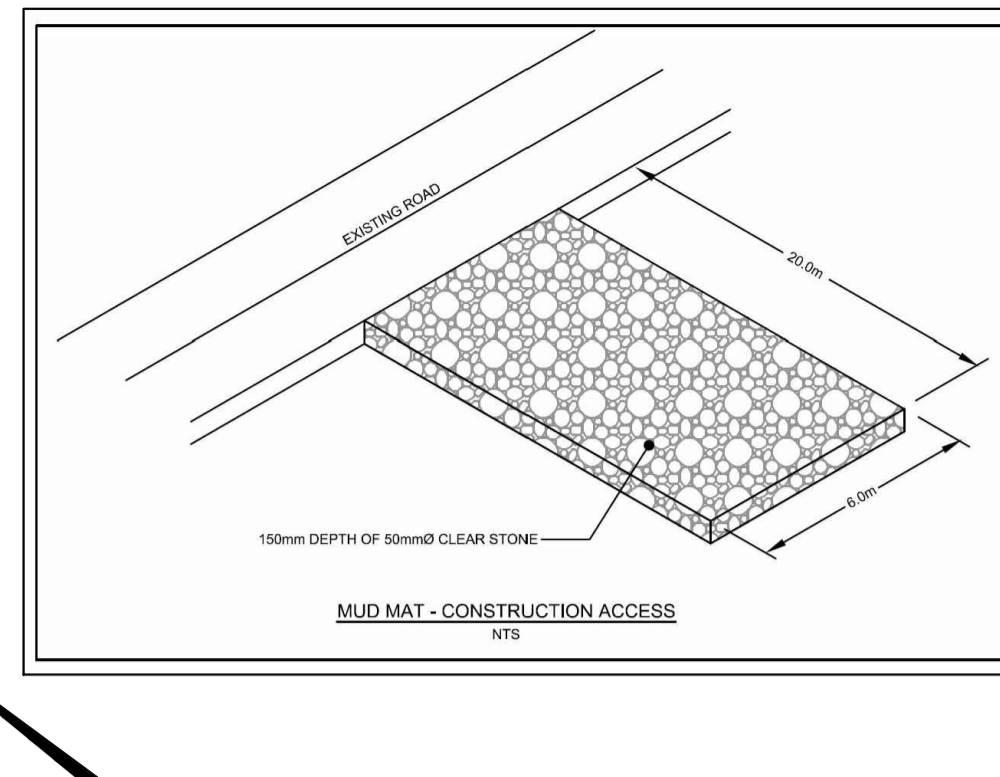 EXISTING ROAD
20.0m
6.0m
150mm DEPTH OF 50mmØ CLEAR STONE
MUD MAT - CONSTRUCTION ACCESS
NTS